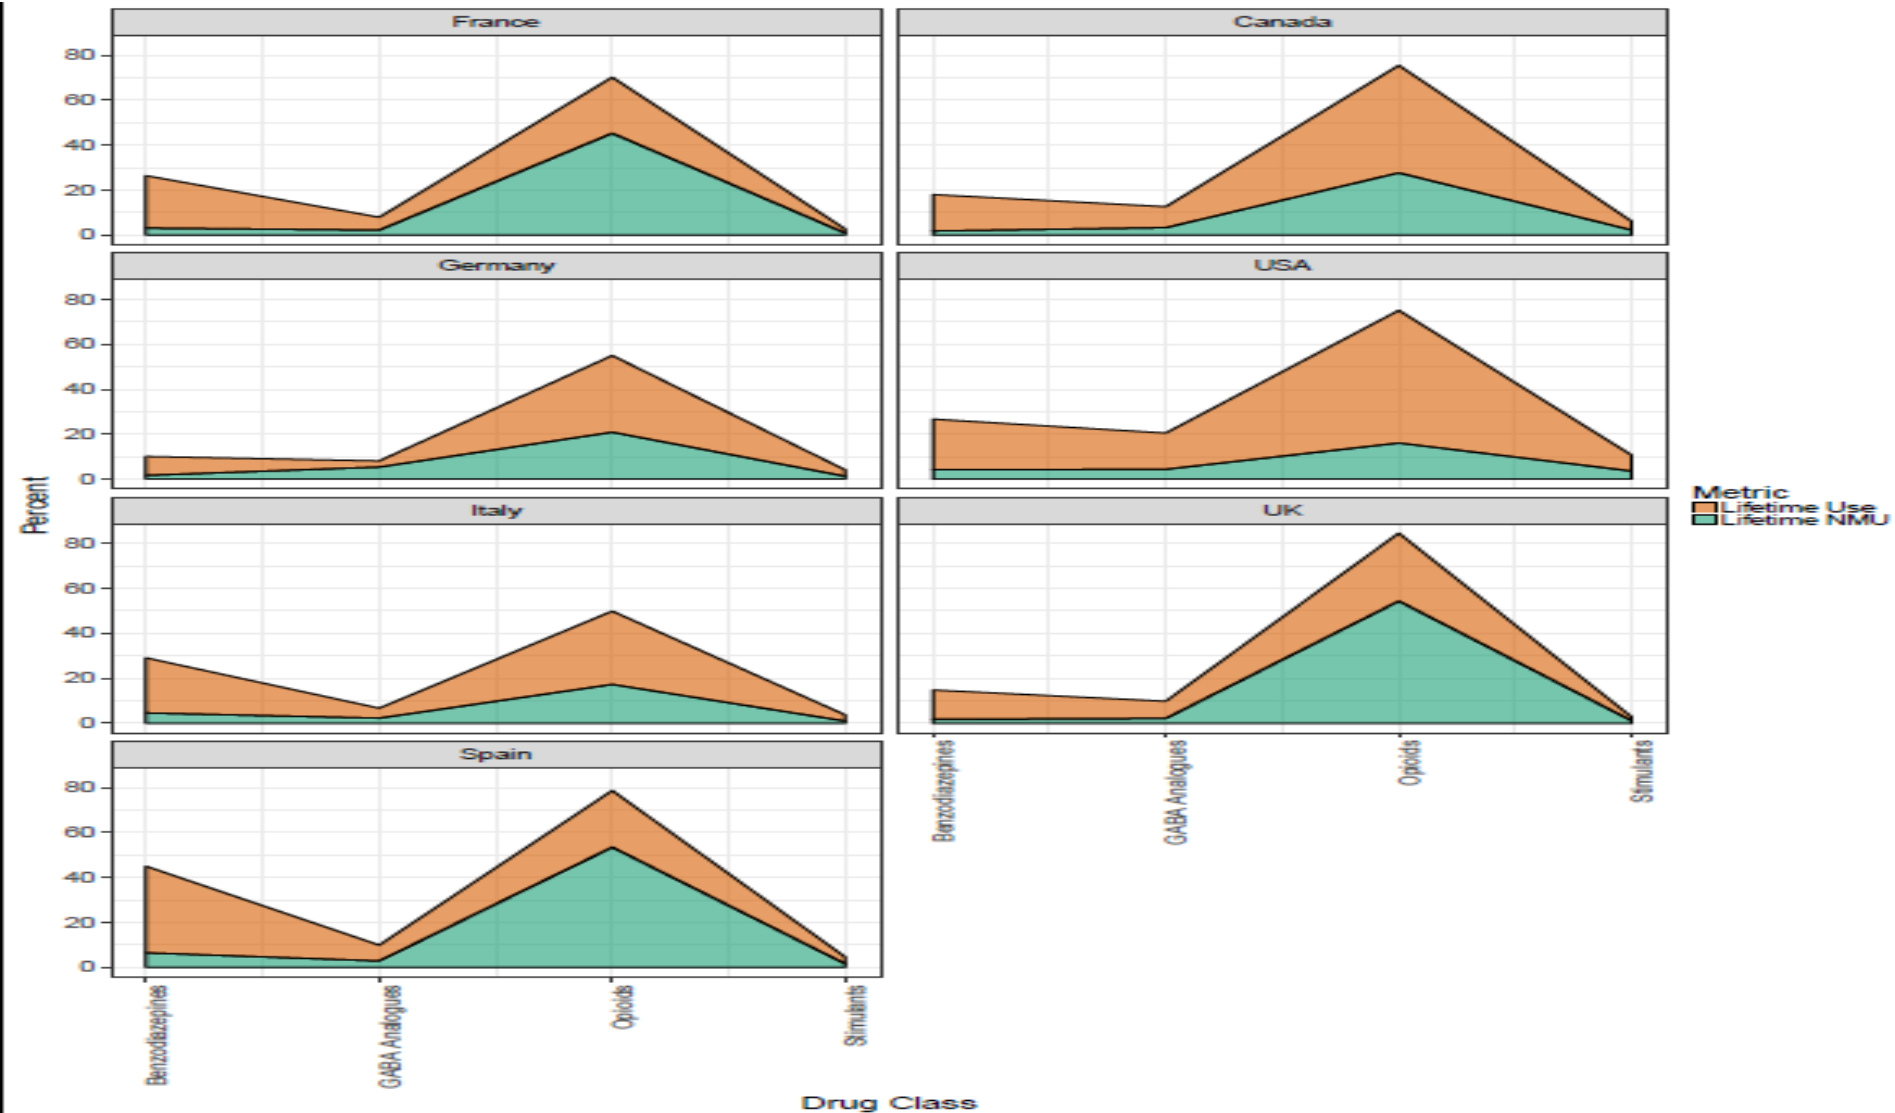 France
Canada
80
60
40
20
0
Germany
USA
80
60
40
20
0
Italy
UK
80
60
40
20
0
Spain
80
60
40
20
0
Percent
Metric
Lifetime Use
Lifetime NMU
Benzodiazepines
GABA Analogues
Opioids
Stimulants
Benzodiazepines
GABA Analogues
Opioids
Stimulants
Drug Class